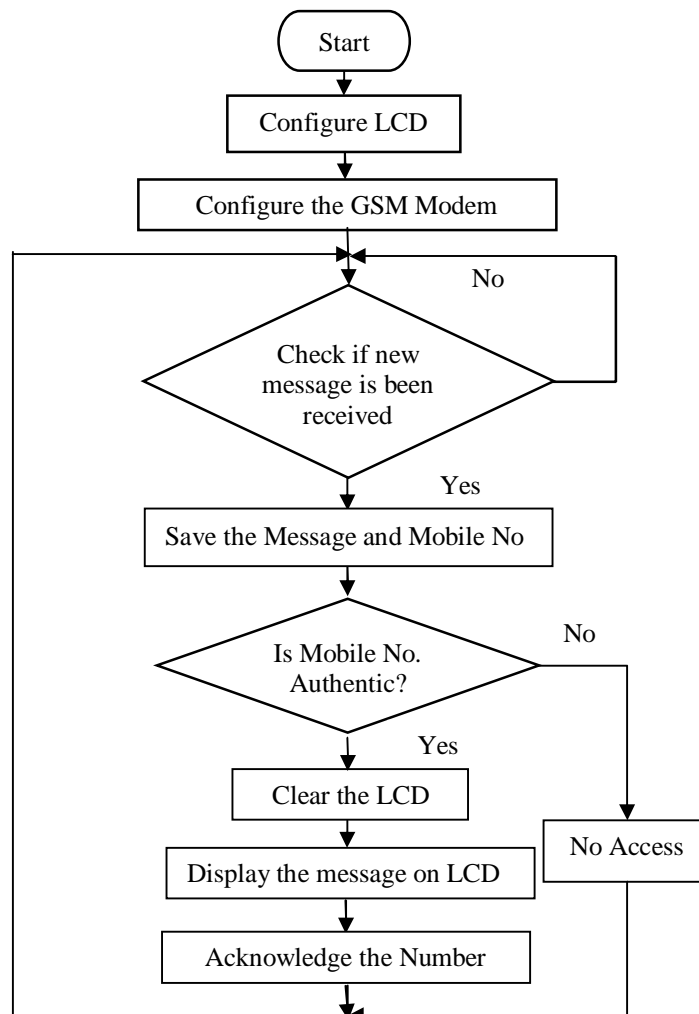 Start
Configure LCD
Configure the GSM Modem
No
Check if new
message is been
received
Yes
Save the Message and Mobile No
No
Is Mobile No.
Authentic?
Yes
Clear the LCD
No Access
Display the message on LCD
Acknowledge the Number